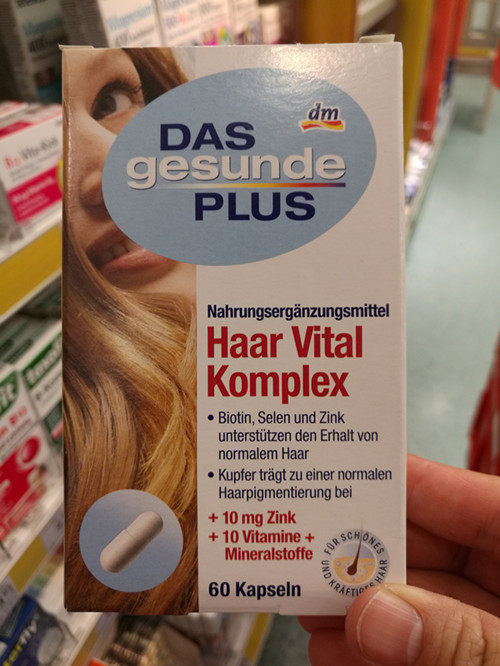 dm
DAS
gesunde
PLUS
Nahrungsergänzungsmittel
Haar Vital
Komplex
• Biotin, Selen und Zink
unterstützen den Erhalt von
normalem Haar
• Kupfer trägt zu einer normalen
Haarpigmentierung bei
+ 10 mg Zink
+ 10 Vitamine +
Mineralstoffe
FÜR SCHÖNES
UND KRÄFTIGES HAAR
60 Kapseln